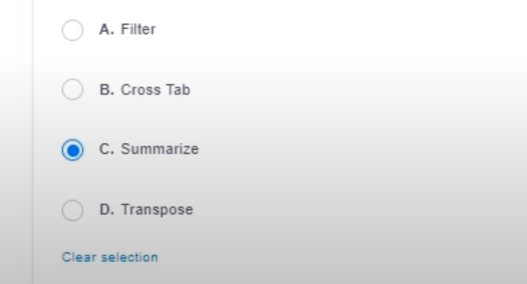 A. Filter
B. Cross Tab
C. Summarize
D. Transpose
Clear selection